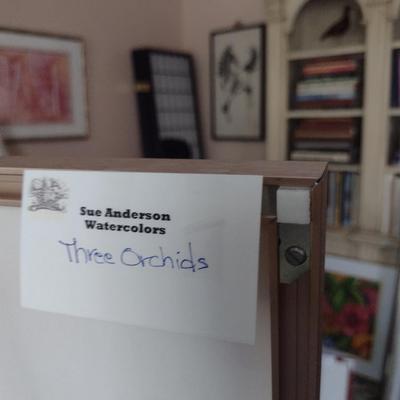 Sue Anderson
Watercolors
Three Orchids